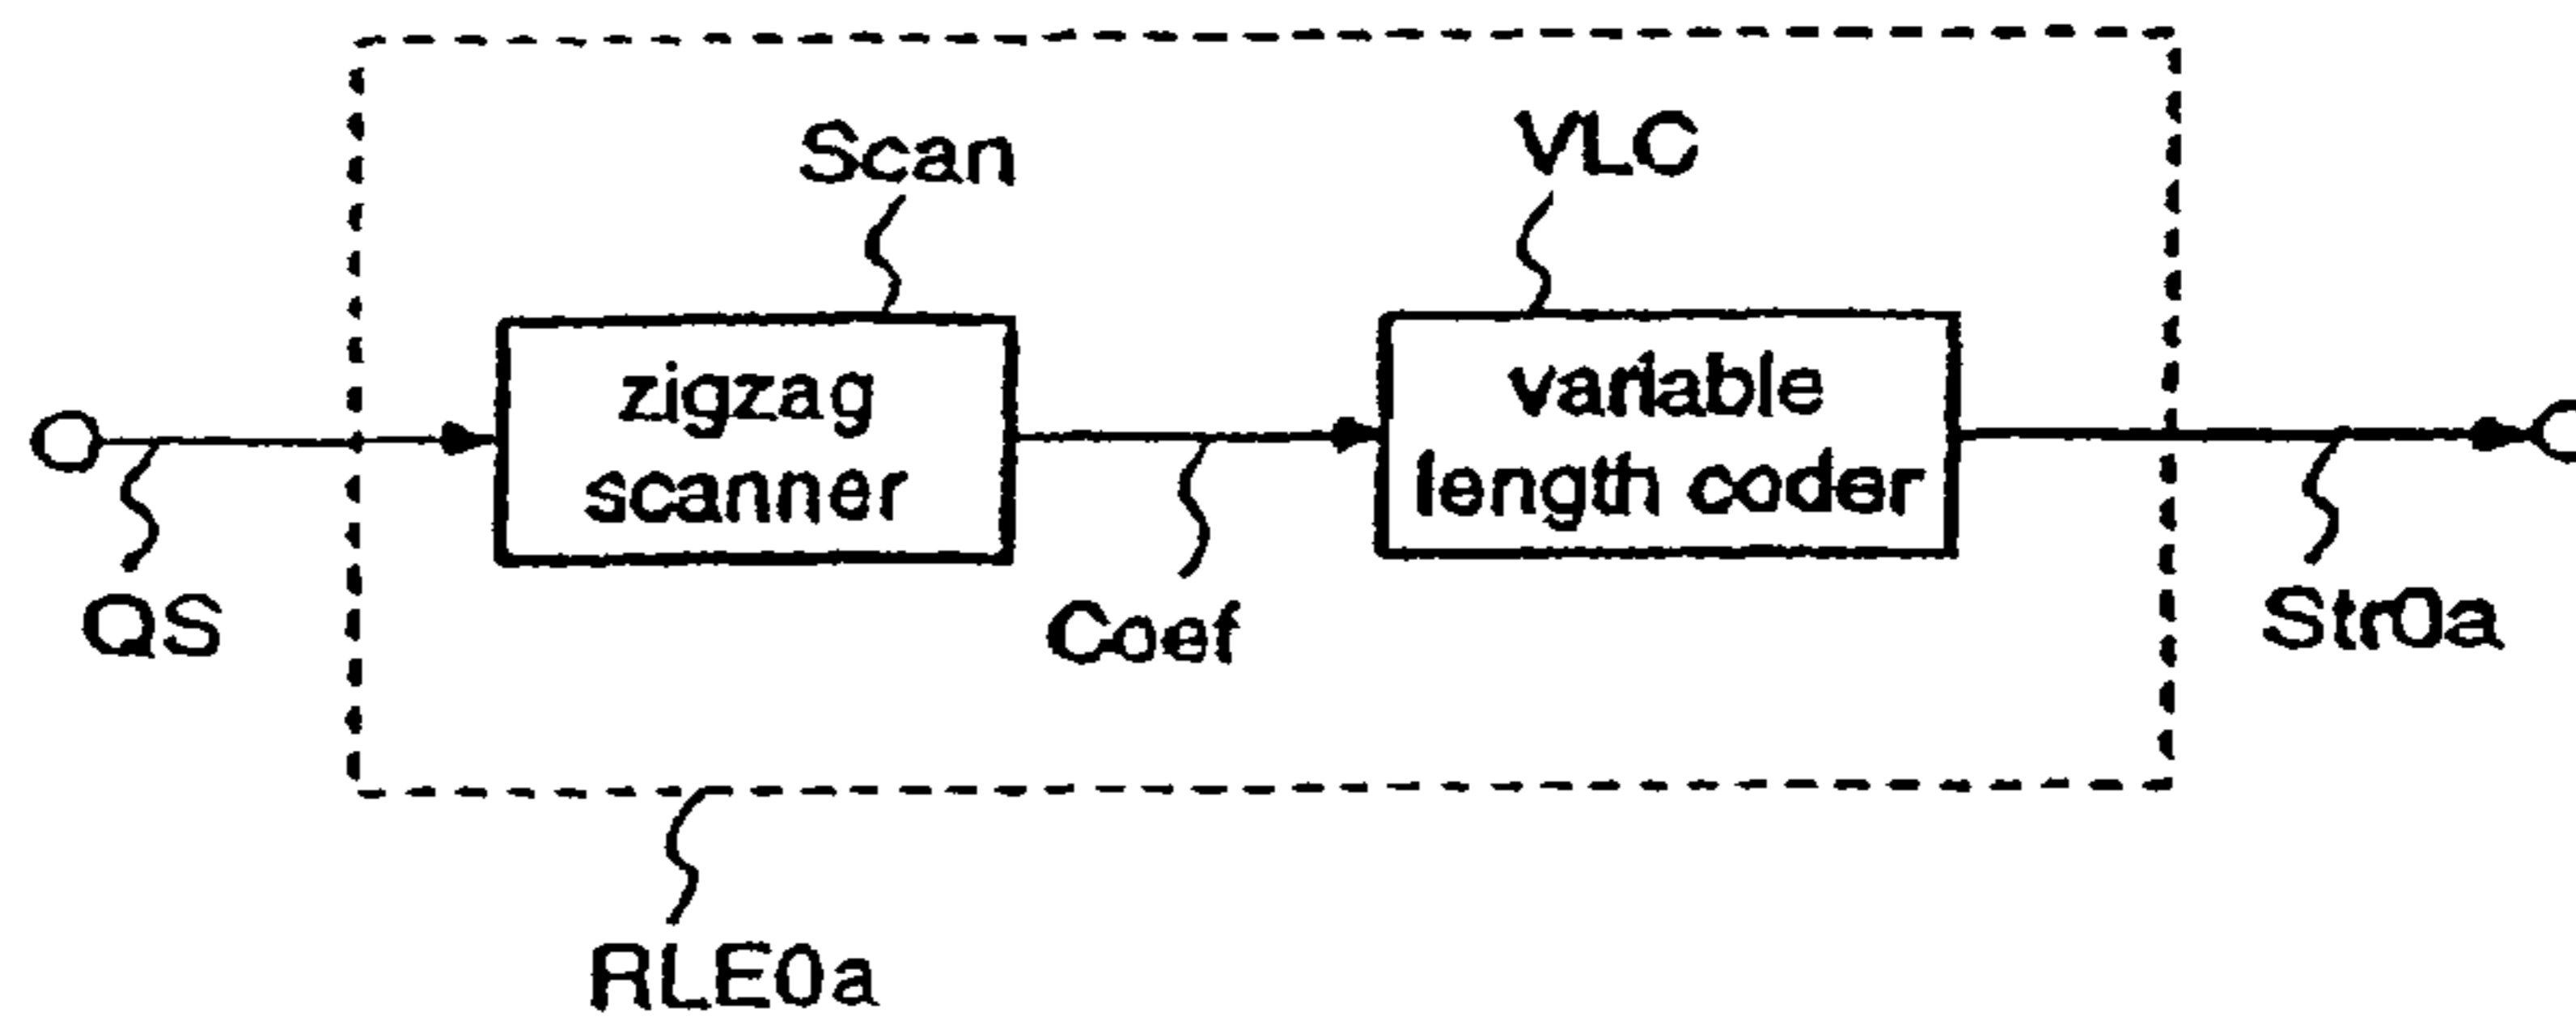 Scan
VLC
zigzag
scanner
variable
length coder
QS
Coef
Str0a
RLE0a